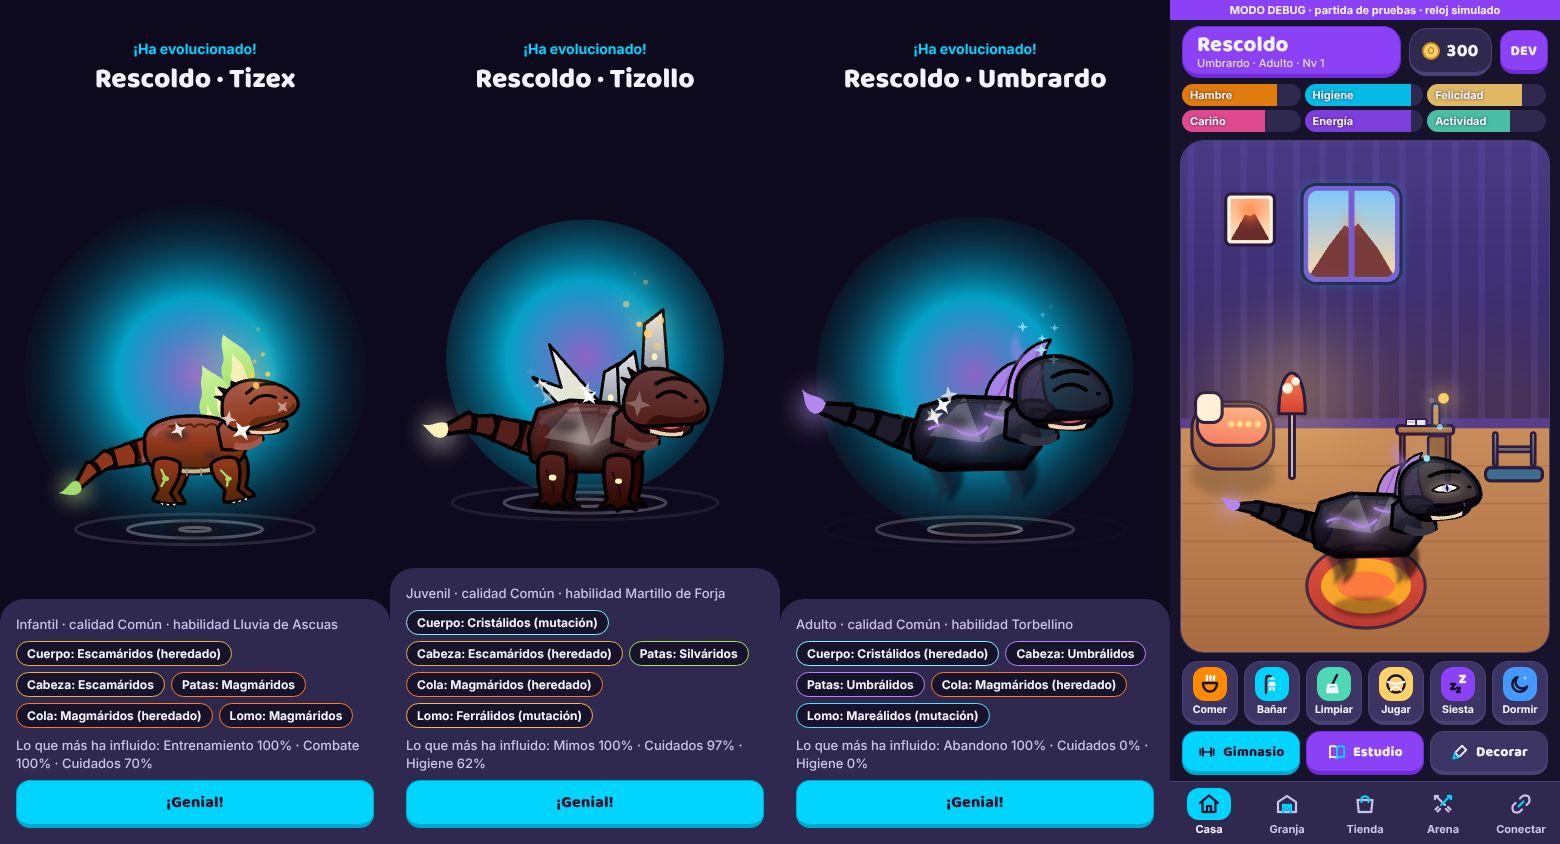 ¡Ha evolucionado!
Rescoldo · Tizex
Infantil · calidad Común · habilidad Lluvia de Ascuas
Cuerpo: Escamáridos (heredado)
Cabeza: Escamáridos
Patas: Magmáridos
Cola: Magmáridos (heredado)
Lomo: Magmáridos
Lo que más ha influido: Entrenamiento 100% · Combate
100% · Cuidados 70%
¡Genial!
¡Ha evolucionado!
Rescoldo · Tizollo
Juvenil · calidad Común · habilidad Martillo de Forja
Cuerpo: Cristálidos (mutación)
Cabeza: Escamáridos (heredado)
Patas: Silváridos
Cola: Magmáridos (heredado)
Lomo: Ferrálidos (mutación)
Lo que más ha influido: Mimos 100% · Cuidados 97% ·
Higiene 62%
¡Genial!
¡Ha evolucionado!
Rescoldo · Umbrardo
Adulto · calidad Común · habilidad Torbellino
Cuerpo: Cristálidos (heredado)
Cabeza: Umbrálidos
Patas: Umbrálidos
Cola: Magmáridos (heredado)
Lomo: Mareálidos (mutación)
Lo que más ha influido: Abandono 100% · Cuidados 0% ·
Higiene 0%
¡Genial!
MODO DEBUG · partida de pruebas · reloj simulado
Rescoldo
Umbrardo · Adulto · Nv 1
300
DEV
Hambre
Higiene
Felicidad
Cariño
Energía
Actividad
Comer
Bañar
Limpiar
Jugar
Siesta
Dormir
Gimnasio
Estudio
Decorar
Casa
Granja
Tienda
Arena
Conectar